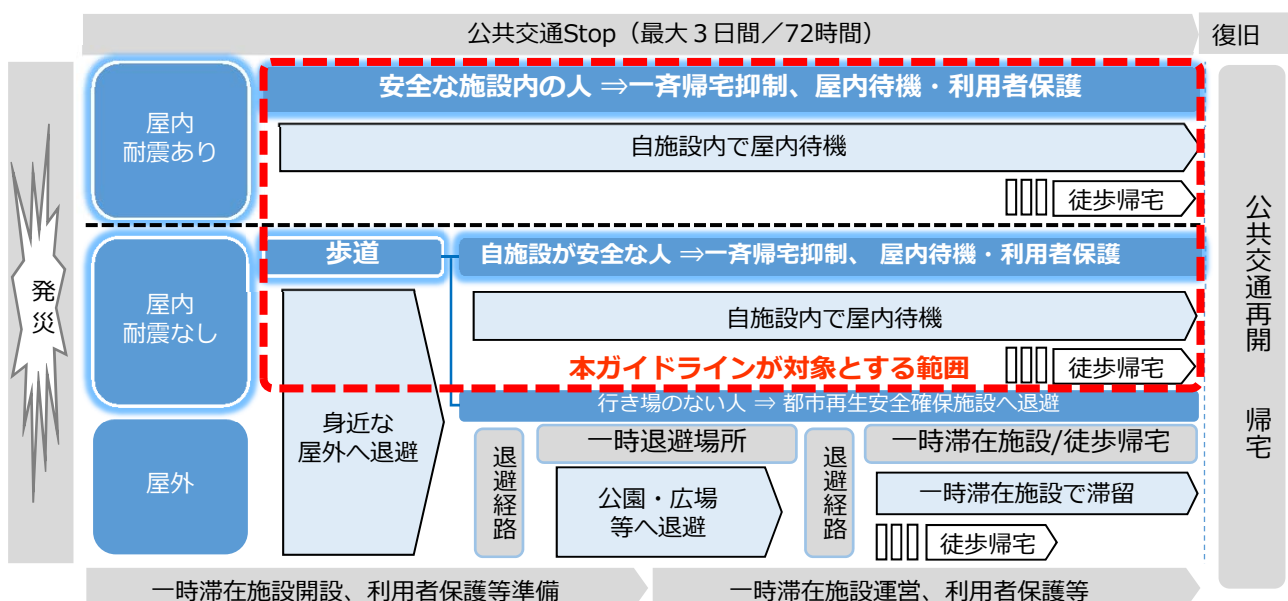 公共交通Stop（最大３日間／72時間）
復旧
発災
屋内
耐震あり
安全な施設内の人 ⇒一斉帰宅抑制、屋内待機・利用者保護
自施設内で屋内待機
徒歩帰宅
屋内
耐震なし
歩道
自施設が安全な人 ⇒一斉帰宅抑制、 屋内待機・利用者保護
自施設内で屋内待機
本ガイドラインが対象とする範囲
徒歩帰宅
行き場のない人 ⇒ 都市再生安全確保施設へ退避
身近な
屋外へ退避
屋外
退避経路
一時退避場所
公園・広場
等へ退避
退避経路
一時滞在施設/徒歩帰宅
一時滞在施設で滞留
徒歩帰宅
公共交通再開 帰宅
一時滞在施設開設、利用者保護等準備
一時滞在施設運営、利用者保護等